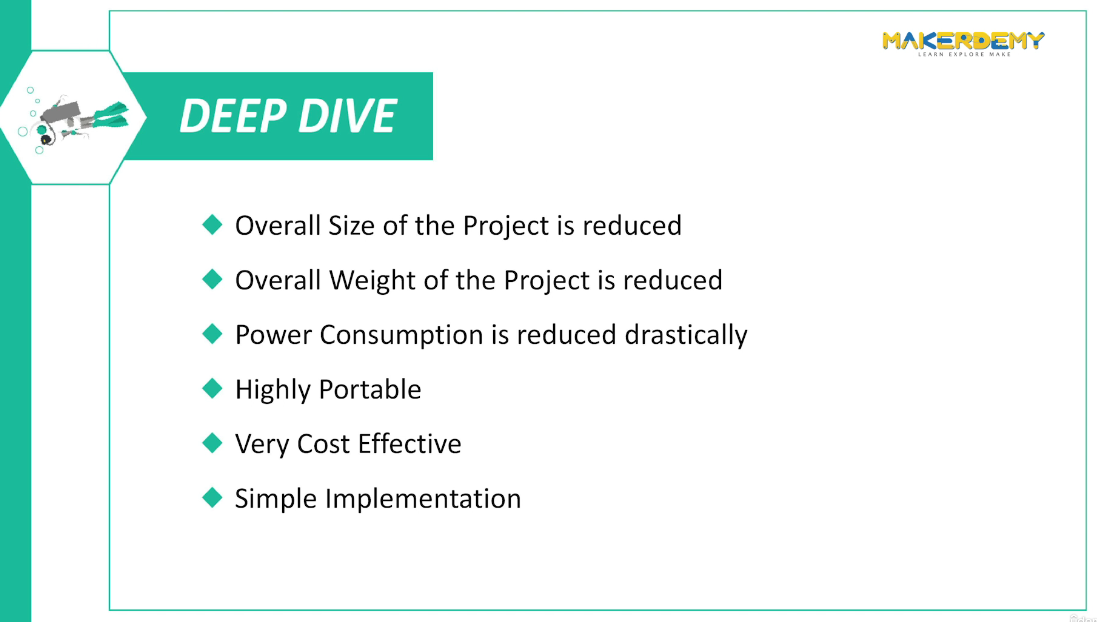 MAKERDEMY
LEARN EXPLORE MAKE
DEEP DIVE
Overall Size of the Project is reduced
Overall Weight of the Project is reduced
Power Consumption is reduced drastically
Highly Portable
Very Cost Effective
Simple Implementation